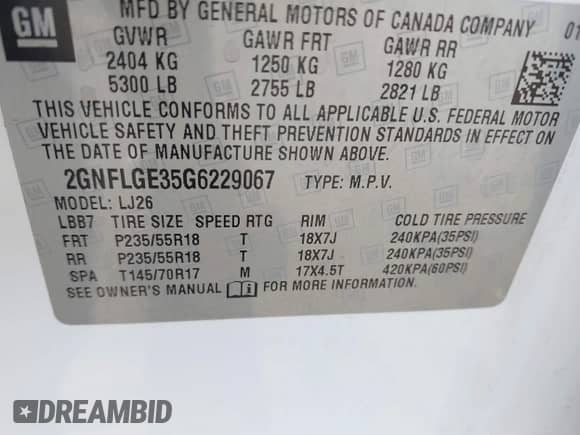 GM
MFD BY GENERAL MOTORS OF CANADA COMPANY 01
GVWR GAWR FRT GAWR RR
2404 KG 1250 KG 1280 KG
5300 LB 2755 LB 2821 LB
THIS VEHICLE CONFORMS TO ALL APPLICABLE U.S. FEDERAL MOTOR
VEHICLE SAFETY AND THEFT PREVENTION STANDARDS IN EFFECT ON
THE DATE OF MANUFACTURE SHOWN ABOVE.
2GNFLGE35G6229067 TYPE: M.P.V.
MODEL: LJ26
LBB7 TIRE SIZE SPEED RTG RIM COLD TIRE PRESSURE
FRT P235/55R18 T 18X7J 240KPA(35PSI)
RR P235/55R18 T 18X7J 240KPA(35PSI)
SPA T145/70R17 M 17X4.5T 420KPA(60PSI)
SEE OWNER'S MANUAL FOR MORE INFORMATION.
DREAMBID